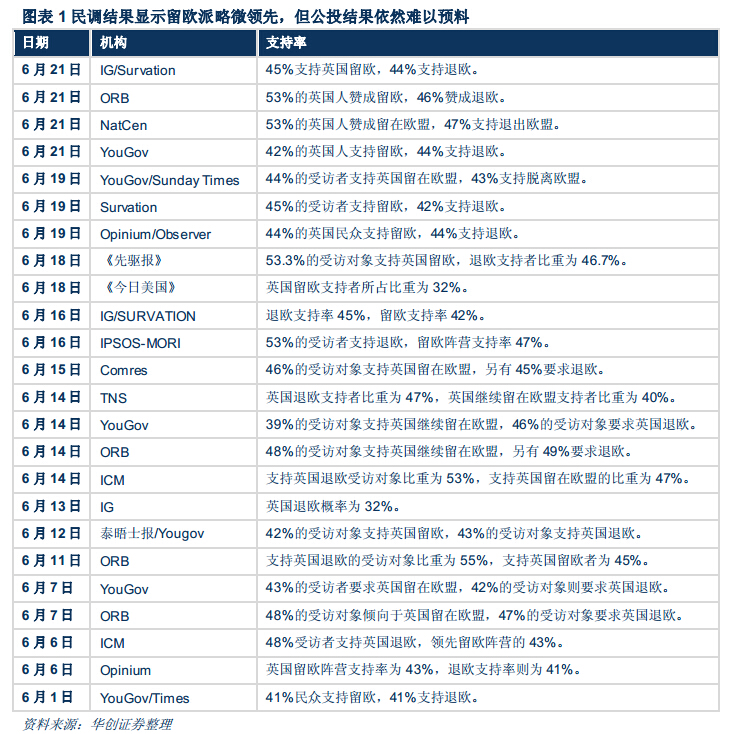 图表 1 民调结果显示留欧派略微领先，但公投结果依然难以预料
日期 机构 支持率
6 月 21 日 IG/Survation 45%支持英国留欧，44%支持退欧。
6 月 21 日 ORB 53%的英国人赞成留欧，46%赞成退欧。
6 月 21 日 NatCen 53%的英国人赞成留在欧盟，47%支持退出欧盟。
6 月 21 日 YouGov 42%的英国人支持留欧，44%支持退欧。
6 月 19 日 YouGov/Sunday Times 44%的受访者支持英国留在欧盟，43%支持脱离欧盟。
6 月 19 日 Survation 45%的受访者支持留欧，42%支持退欧。
6 月 19 日 Opinium/Observer 44%的英国民众支持留欧，44%支持退欧。
6 月 18 日 《先驱报》 53.3%的受访对象支持英国留欧，退欧支持者比重为 46.7%。
6 月 18 日 《今日美国》 英国留欧支持者所占比重为 32%。
6 月 16 日 IG/SURVATION 退欧支持率 45%，留欧支持率 42%。
6 月 16 日 IPSOS-MORI 53%的受访者支持退欧，留欧阵营支持率 47%。
6 月 15 日 Comres 46%的受访对象支持英国留在欧盟，另有 45%要求退欧。
6 月 14 日 TNS 英国退欧支持者比重为 47%，英国继续留在欧盟支持者比重为 40%。
6 月 14 日 YouGov 39%的受访对象支持英国继续留在欧盟，46%的受访对象要求英国退欧。
6 月 14 日 ORB 48%的受访对象支持英国继续留在欧盟，另有 49%要求退欧。
6 月 14 日 ICM 支持英国退欧受访对象比重为 53%，支持英国留在欧盟的比重为 47%。
6 月 13 日 IG 英国退欧概率为 32%。
6 月 12 日 泰晤士报/Yougov 42%的受访对象支持英国留欧，43%的受访对象支持英国退欧。
6 月 11 日 ORB 支持英国退欧的受访对象比重为 55%，支持英国留欧者为 45%。
6 月 7 日 YouGov 43%的受访者要求英国留在欧盟，42%的受访对象则要求英国退欧。
6 月 7 日 ORB 48%的受访对象倾向于英国留在欧盟，47%的受访对象要求英国退欧。
6 月 6 日 ICM 48%受访者支持英国退欧，领先留欧阵营的 43%。
6 月 6 日 Opinium 英国留欧阵营支持率为 43%，退欧支持率则为 41%。
6 月 1 日 YouGov/Times 41%民众支持留欧，41%支持退欧。
资料来源：华创证券整理